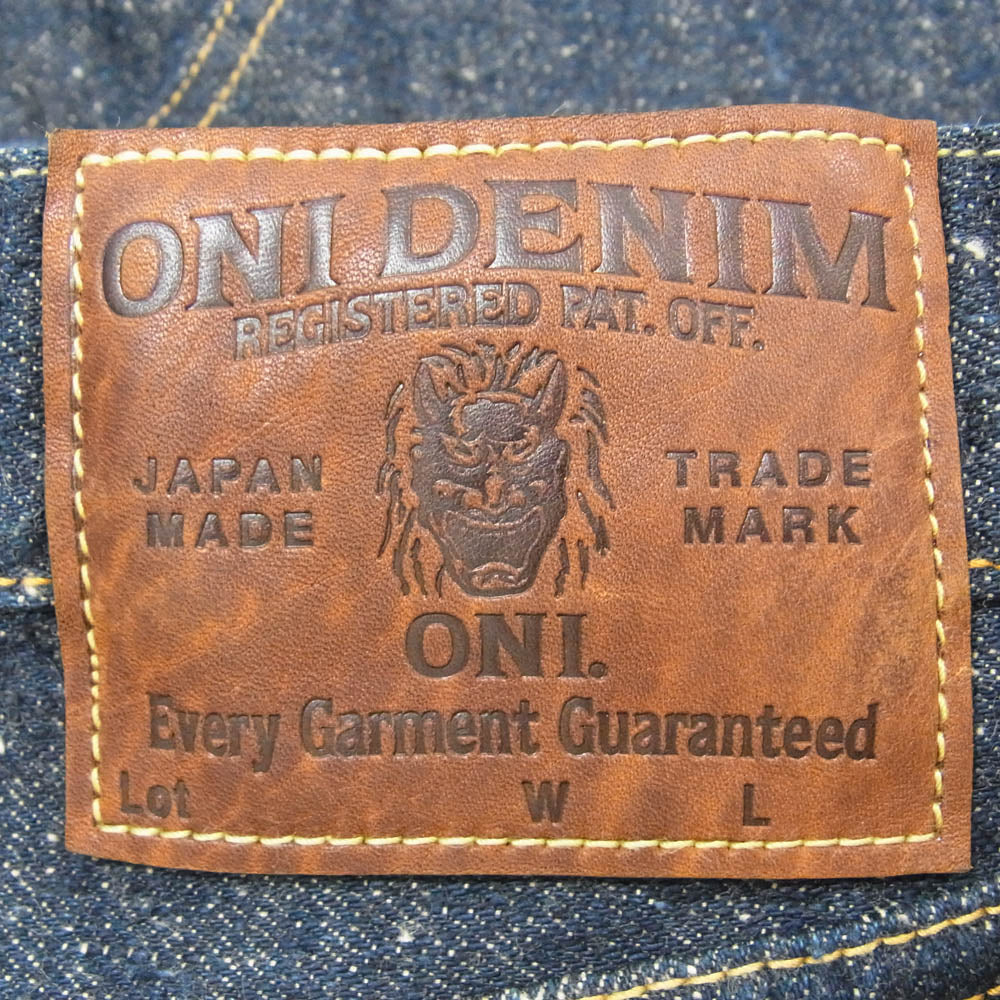 ONI DENIM
REGISTERED PAT. OFF.
JAPAN
MADE
TRADE
MARK
ONI.
Every Garment Guaranteed
Lot W L